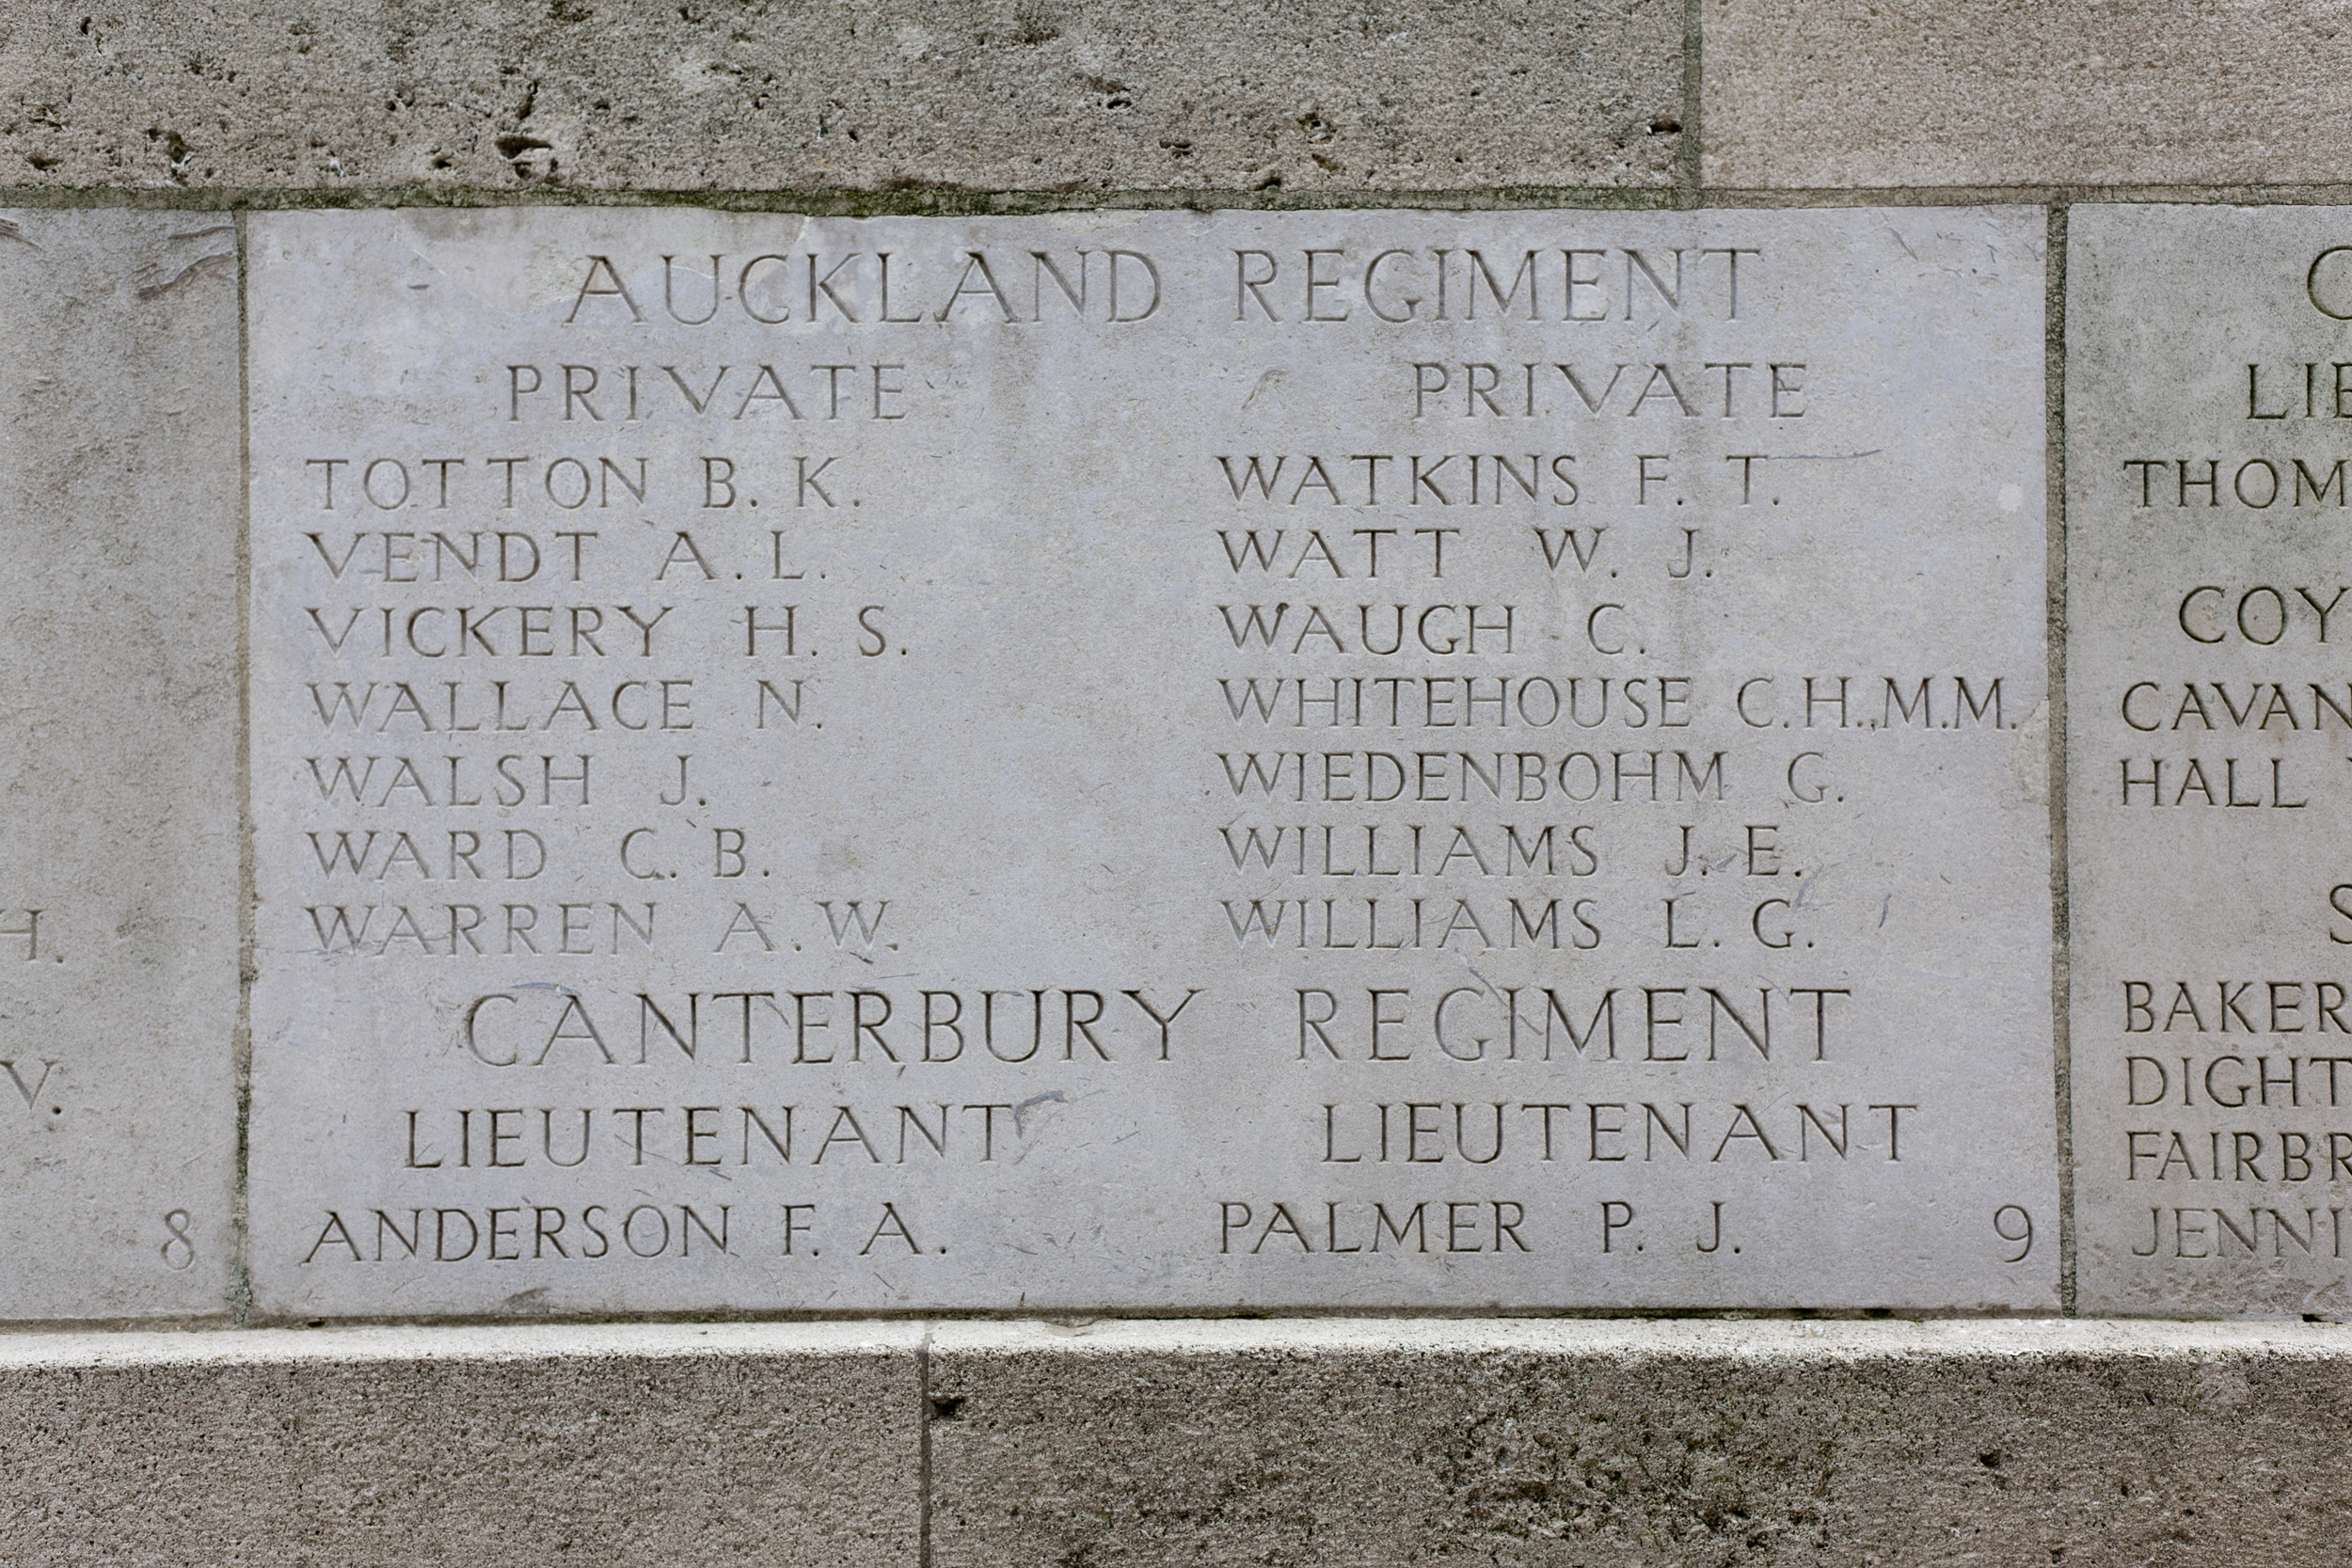 AUCKLAND REGIMENT
PRIVATE
TOTTON B. K.
VENDT A. L.
VICKERY H. S.
WALLACE N.
WALSH J.
WARD C. B.
WARREN A. W.
PRIVATE
WATKINS F. T.
WATT W. J.
WAUGH C.
WHITEHOUSE C.H.,M.M.
WIEDENBOHM G.
WILLIAMS J. E.
WILLIAMS L. G.
CANTERBURY REGIMENT
LIEUTENANT
ANDERSON F. A.
LIEUTENANT
PALMER P. J.
9
H.
V.
8
LIE
THOM
COY
CAVAN
HALL
BAKER
DIGHT
FAIRBR
JENNI